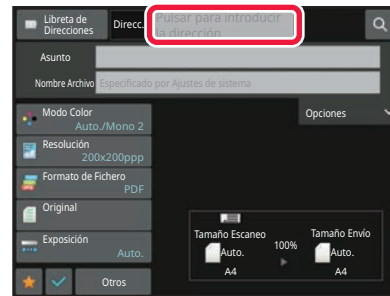 Libreta de
Direcciones
Direcc.
Pulsar para introducir
la dirección
Asunto
Nombre Archivo
Especificado por Ajustes de sistema
Modo Color
Auto./Mono 2
Opciones
Resolución
200x200ppp
Formato de Fichero
PDF
Original
Exposición
Auto.
Tamaño Escaneo
100%
Tamaño Envío
Auto.
Auto.
A4
A4
Otros